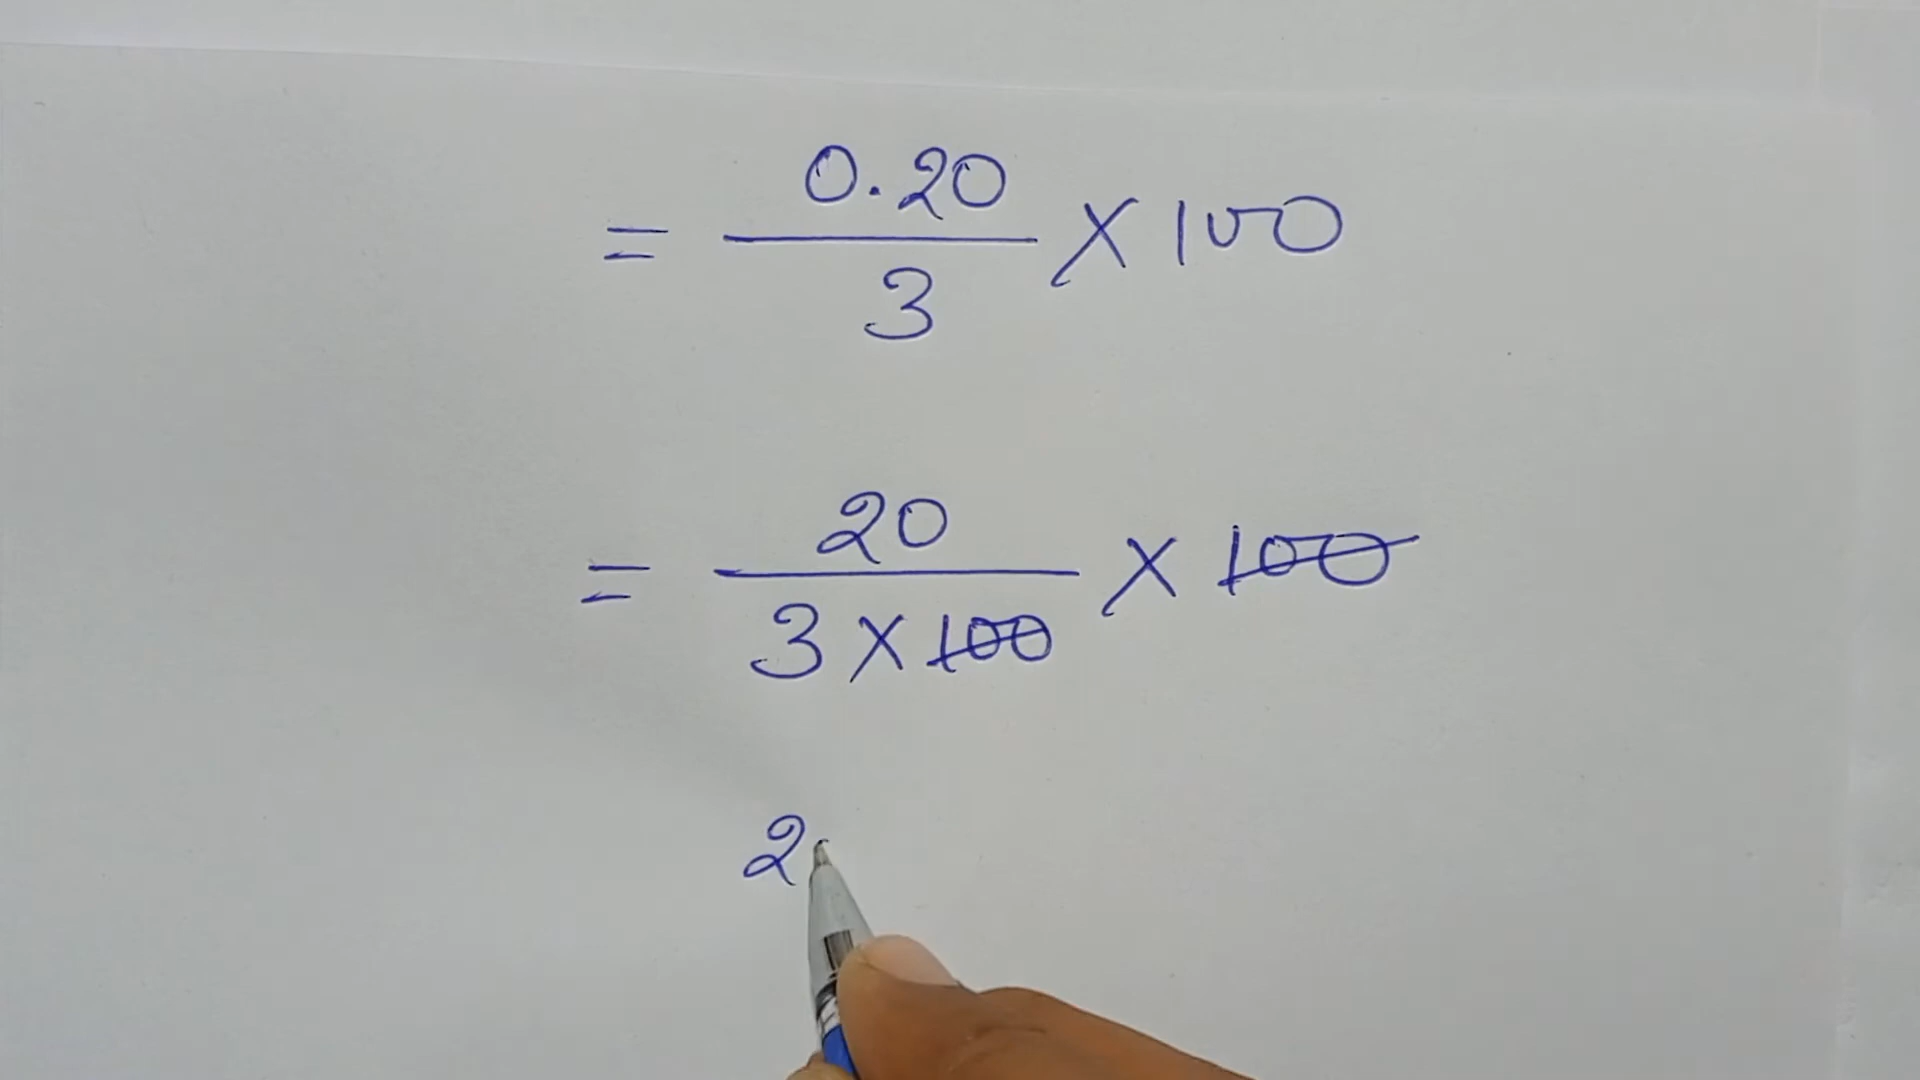 = 0.20 / 3 × 100
= 20 / 3 × 100 × 100
2